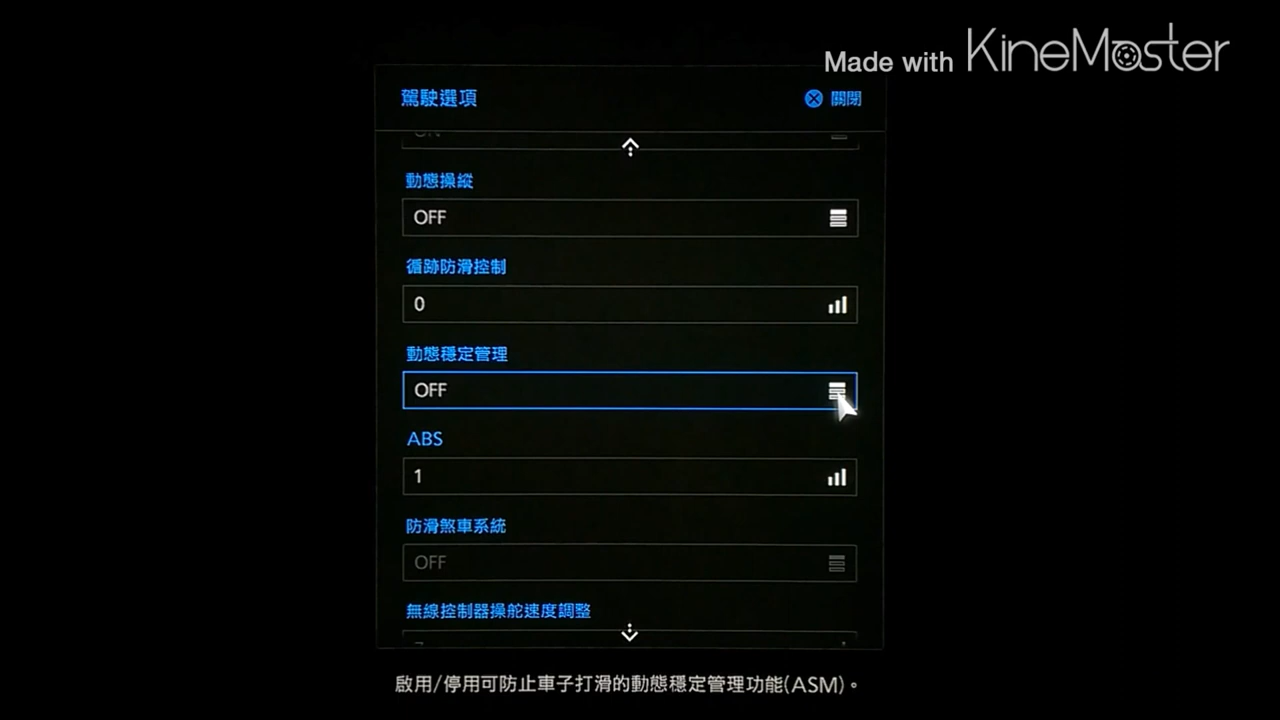 Made with KineMaster
駕駛選項
關閉
動態操縱
OFF
循跡防滑控制
0
動態穩定管理
OFF
ABS
1
防滑煞車系統
OFF
無線控制器操舵速度調整
啟用/停用可防止車子打滑的動態穩定管理功能(ASM)。